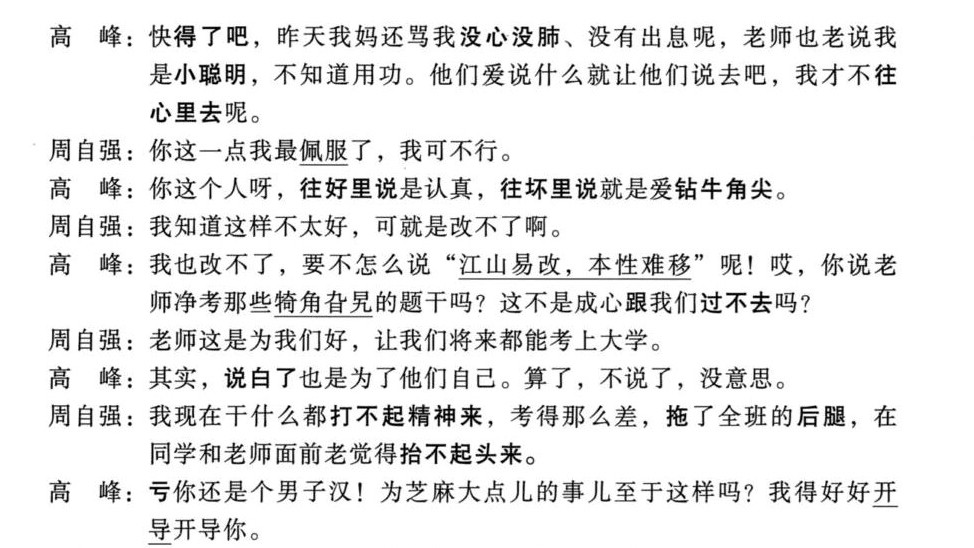 高　峰：快得了吧，昨天我妈还骂我没心没肺、没有出息呢，老师也老说我
是小聪明，不知道用功。他们爱说什么就让他们说去吧，我才不往
心里去呢。
周自强：你这一点我最佩服了，我可不行。
高　峰：你这个人呀，往好里说是认真，往坏里说就是爱钻牛角尖。
周自强：我知道这样不太好，可就是改不了啊。
高　峰：我也改不了，要不怎么说“江山易改，本性难移”呢！哎，你说老
师净考那些犄角旮旯的题干吗？这不是成心跟我们过不去吗？
周自强：老师这是为我们好，让我们将来都能考上大学。
高　峰：其实，说白了也是为了他们自己。算了，不说了，没意思。
周自强：我现在干什么都打不起精神来，考得那么差，拖了全班的后腿，在
同学和老师面前老觉得抬不起头来。
高　峰：亏你还是个男子汉！为芝麻大点儿的事儿至于这样吗？我得好好开
导开导你。